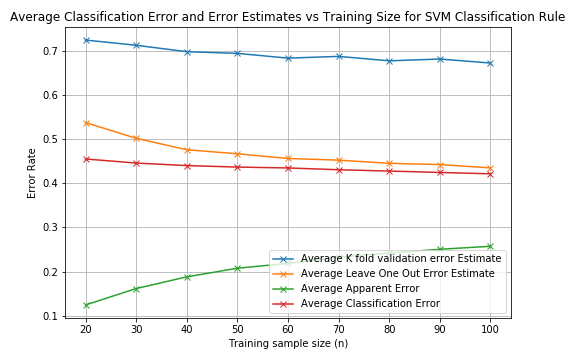 Average Classification Error and Error Estimates vs Training Size for SVM Classification Rule
0.7
0.6
0.5
0.4
0.3
0.2
0.1
Error Rate
Average K fold validation error Estimate
Average Leave One Out Error Estimate
Average Apparent Error
Average Classification Error
20 30 40 50 60 70 80 90 100
Training sample size (n)